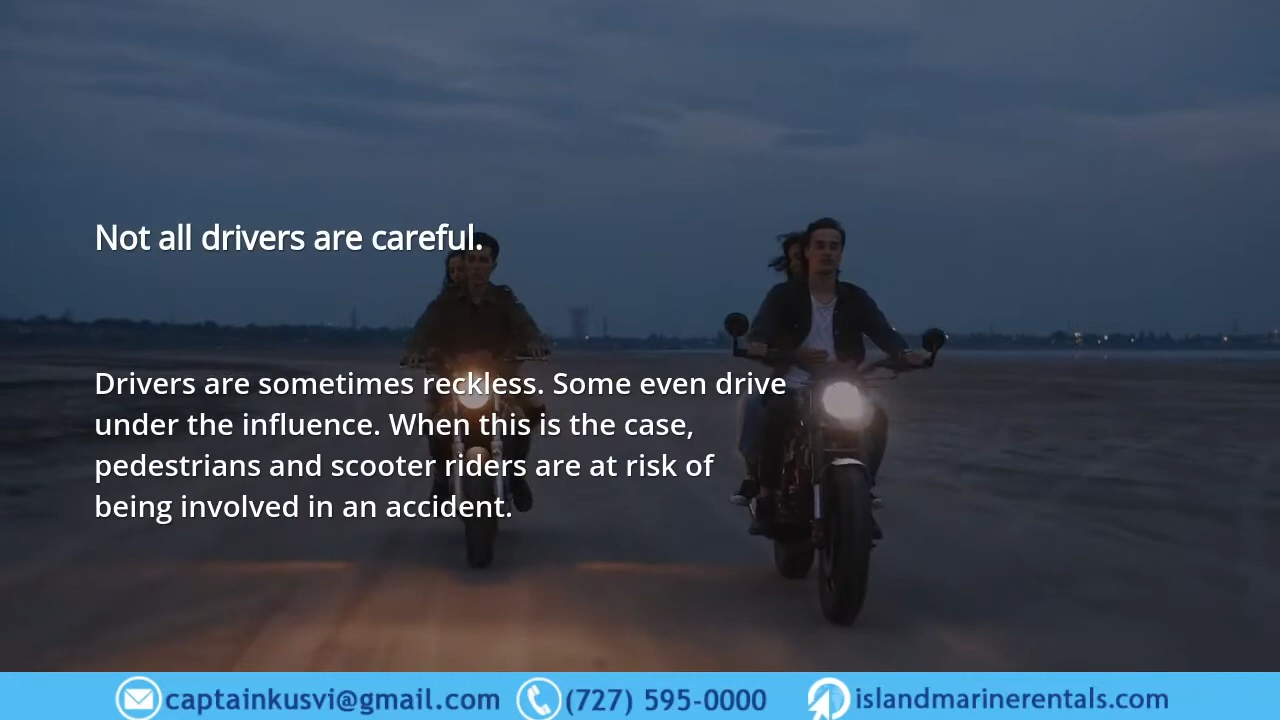 Not all drivers are careful.
Drivers are sometimes reckless. Some even drive
under the influence. When this is the case,
pedestrians and scooter riders are at risk of
being involved in an accident.
captainkusvi@gmail.com (727) 595-0000 islandmarinerentals.com